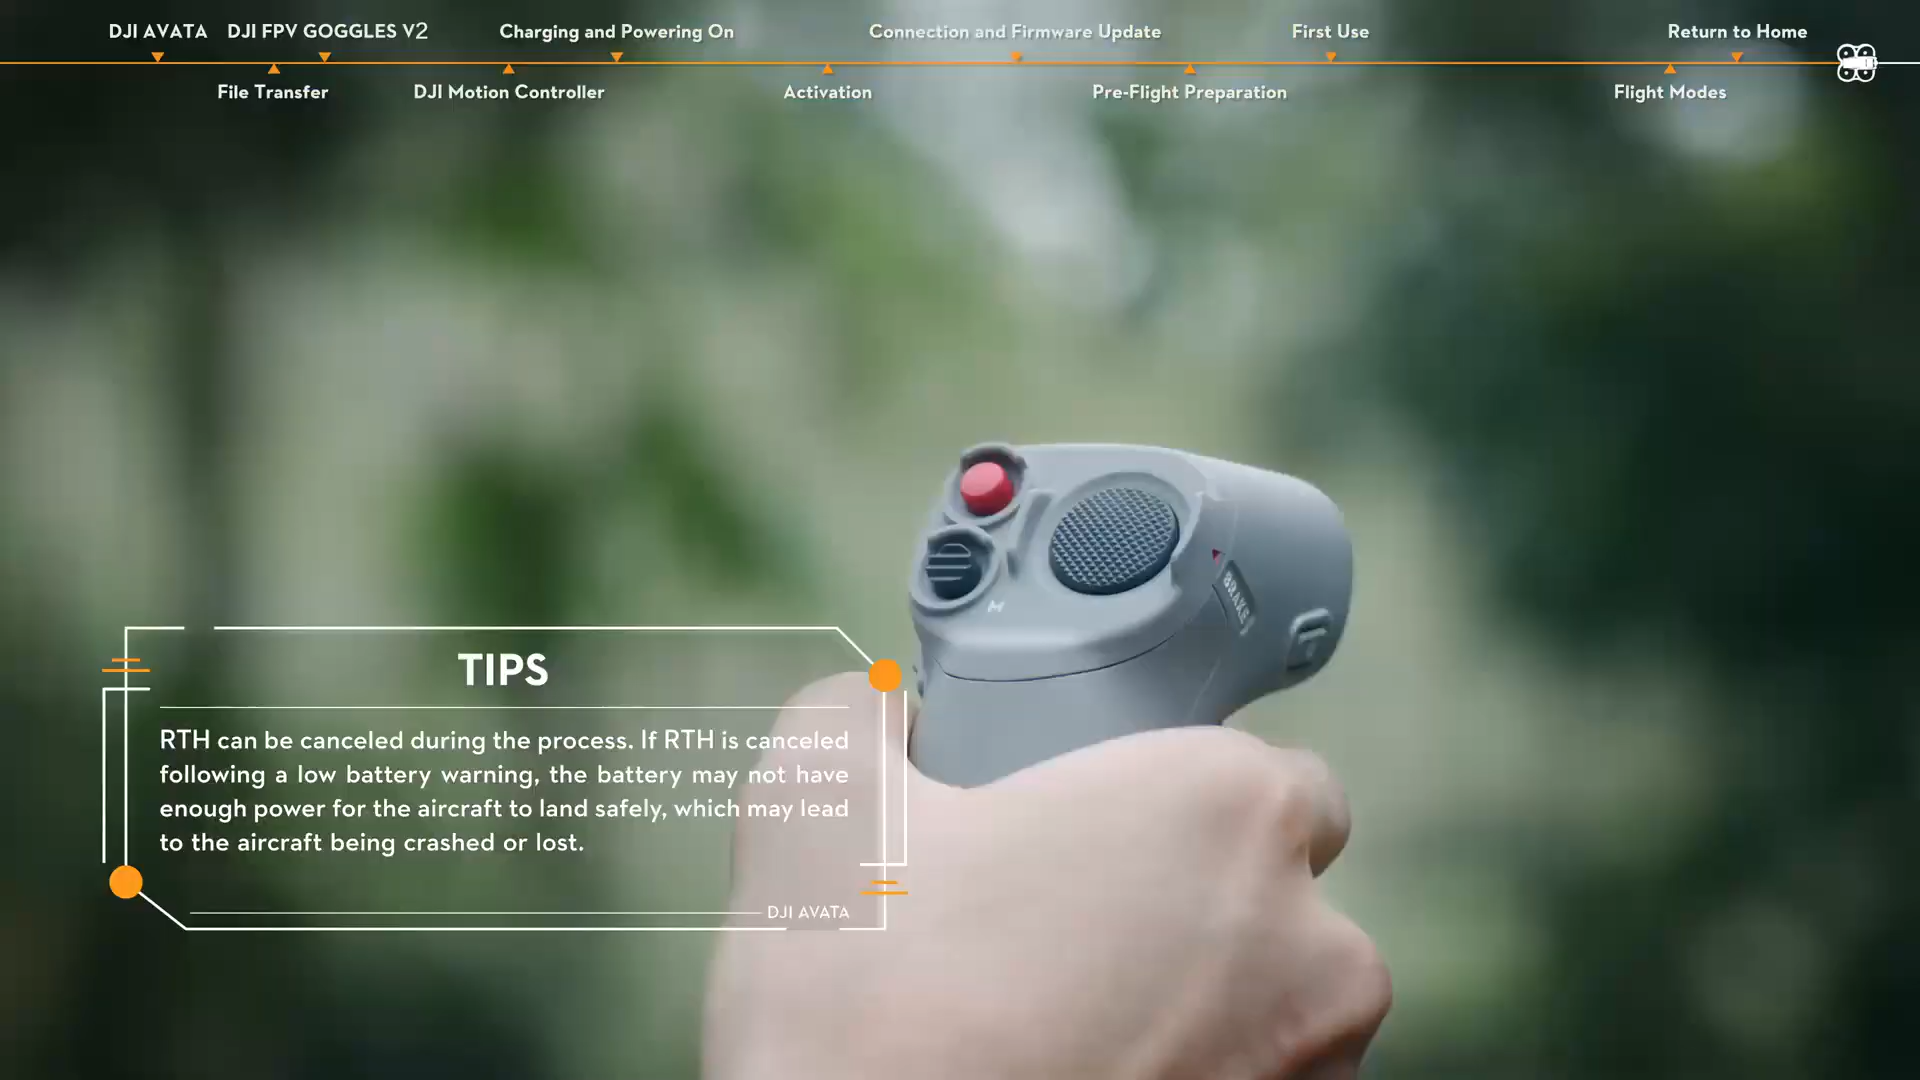 DJI AVATA
DJI FPV GOGGLES V2
Charging and Powering On
Connection and Firmware Update
First Use
Return to Home
File Transfer
DJI Motion Controller
Activation
Pre-Flight Preparation
Flight Modes
BRAKE
TIPS
RTH can be canceled during the process. If RTH is canceled
following a low battery warning, the battery may not have
enough power for the aircraft to land safely, which may lead
to the aircraft being crashed or lost.
DJI AVATA